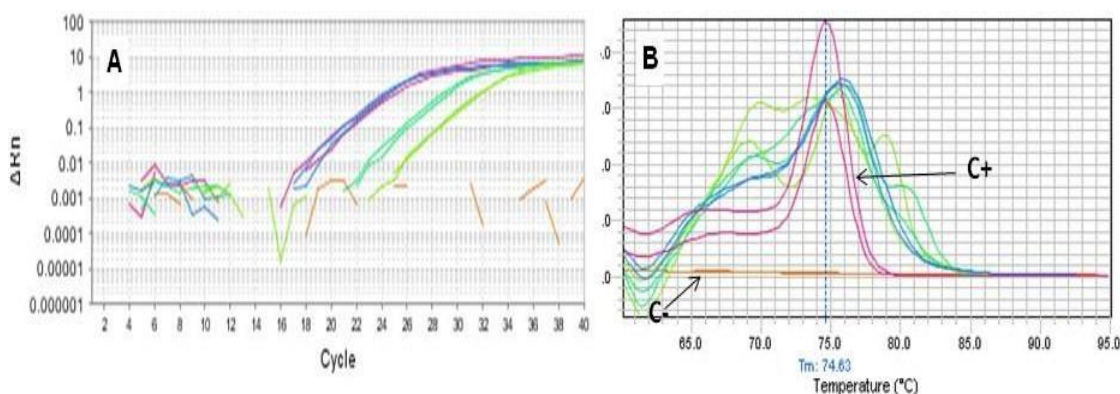 A
100
10
1
0.1
0.01
0.001
0.0001
0.00001
0.000001
ΔRn
2 4 6 8 10 12 14 16 18 20 22 24 26 28 30 32 34 36 38 40
Cycle
B
C+
C-
65.0 70.0 75.0 80.0 85.0 90.0 95.0
Tm: 74.63
Temperature (°C)